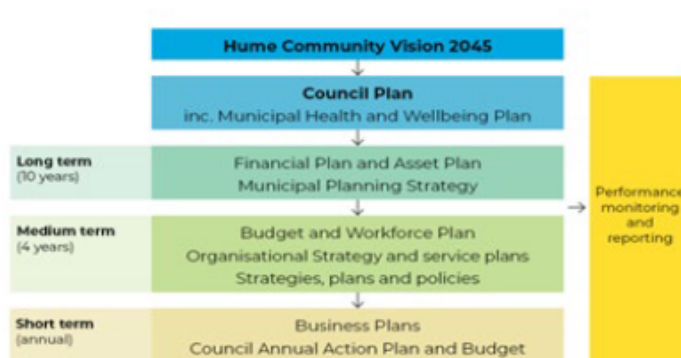 Hume Community Vision 2045
Council Plan
inc. Municipal Health and Wellbeing Plan
Long term
(10 years)
Financial Plan and Asset Plan
Municipal Planning Strategy
Medium term
(4 years)
Budget and Workforce Plan
Organisational Strategy and service plans
Strategies, plans and policies
Short term
(annual)
Business Plans
Council Annual Action Plan and Budget
Performance
monitoring
and
reporting